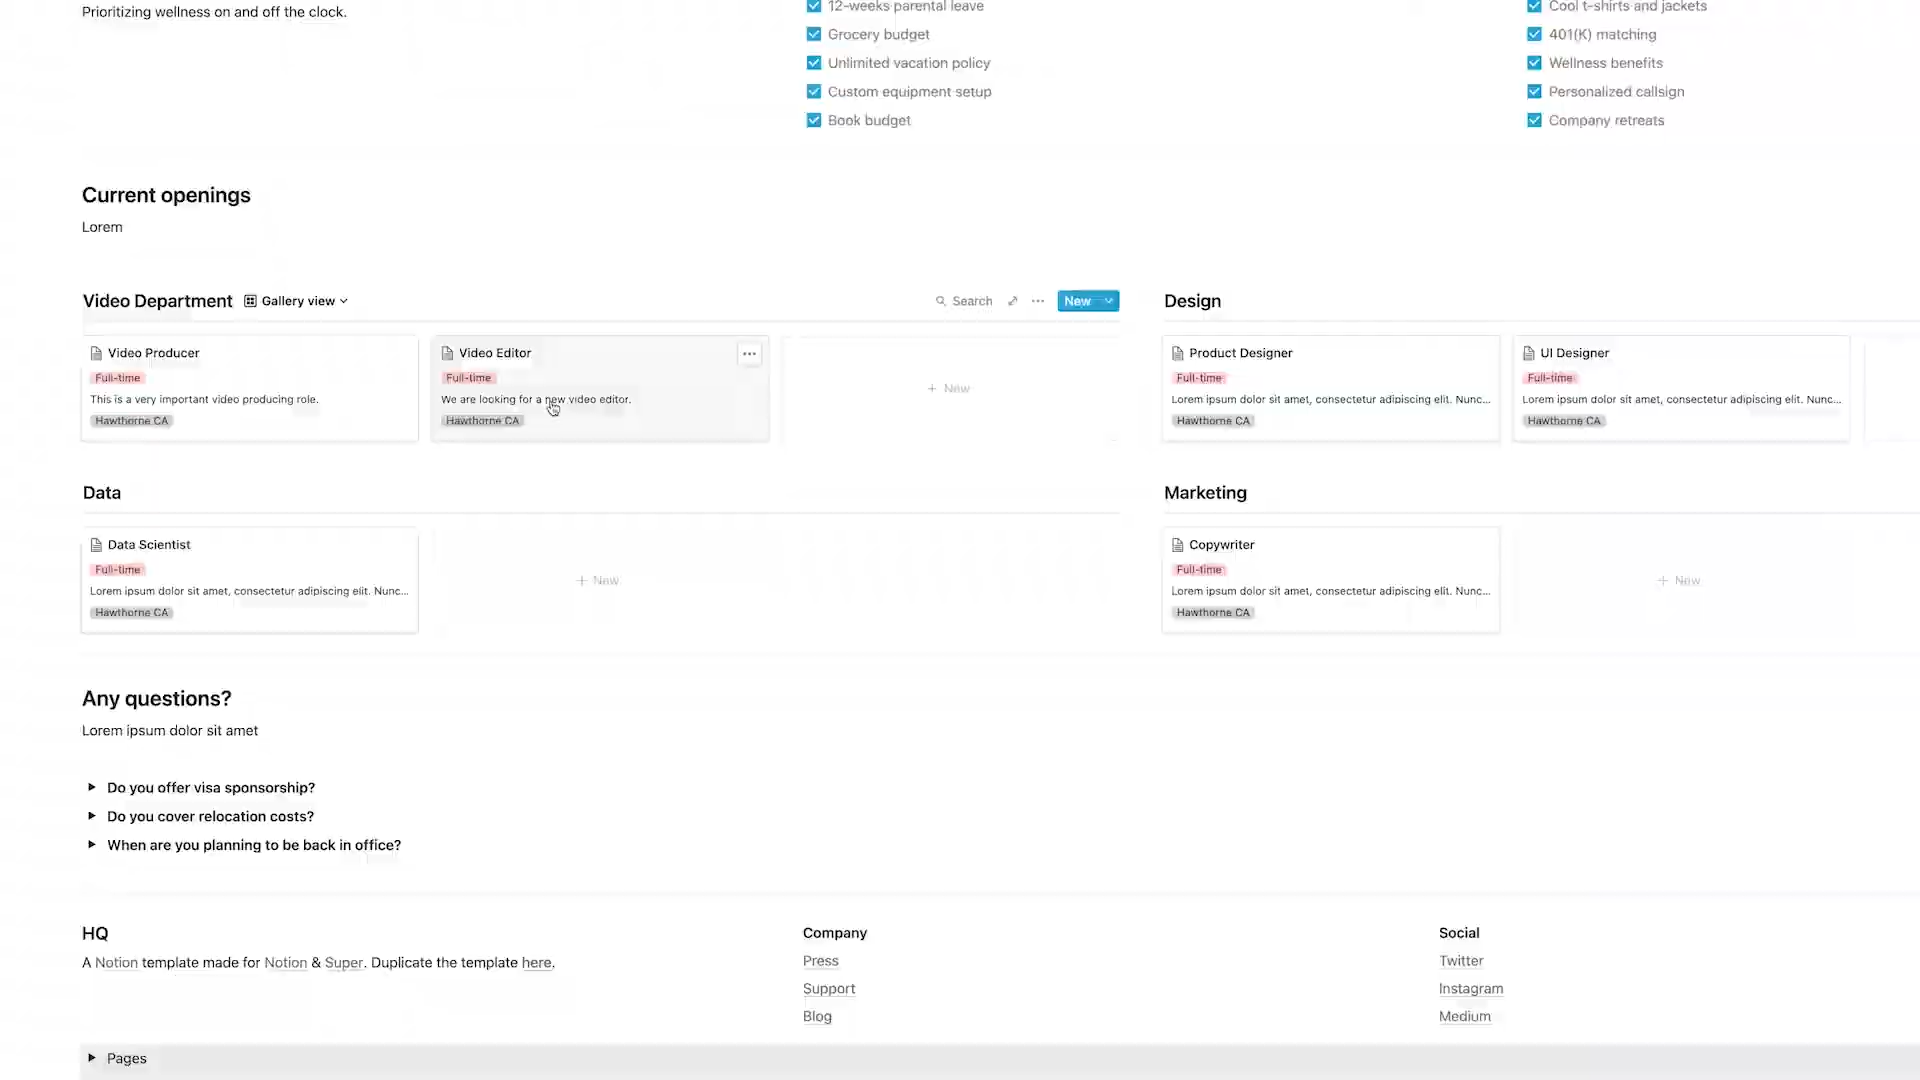 Prioritizing wellness on and off the clock.
12-weeks parental leave
Grocery budget
Unlimited vacation policy
Custom equipment setup
Book budget
Cool t-shirts and jackets
401(K) matching
Wellness benefits
Personalized callsign
Company retreats
Current openings
Lorem
Video Department Gallery view
Search ... New
Video Producer
Full-time
This is a very important video producing role.
Hawthorne CA
Video Editor
Full-time
We are looking for a new video editor.
Hawthorne CA
+ New
Design
Product Designer
Full-time
Lorem ipsum dolor sit amet, consectetur adipiscing elit. Nunc...
Hawthorne CA
UI Designer
Full-time
Lorem ipsum dolor sit amet, consectetur adipiscing elit. Nunc...
Hawthorne CA
Data
Data Scientist
Full-time
Lorem ipsum dolor sit amet, consectetur adipiscing elit. Nunc...
Hawthorne CA
+ New
Marketing
Copywriter
Full-time
Lorem ipsum dolor sit amet, consectetur adipiscing elit. Nunc...
Hawthorne CA
+ New
Any questions?
Lorem ipsum dolor sit amet
Do you offer visa sponsorship?
Do you cover relocation costs?
When are you planning to be back in office?
HQ
A Notion template made for Notion & Super. Duplicate the template here.
Company
Press
Support
Blog
Social
Twitter
Instagram
Medium
Pages